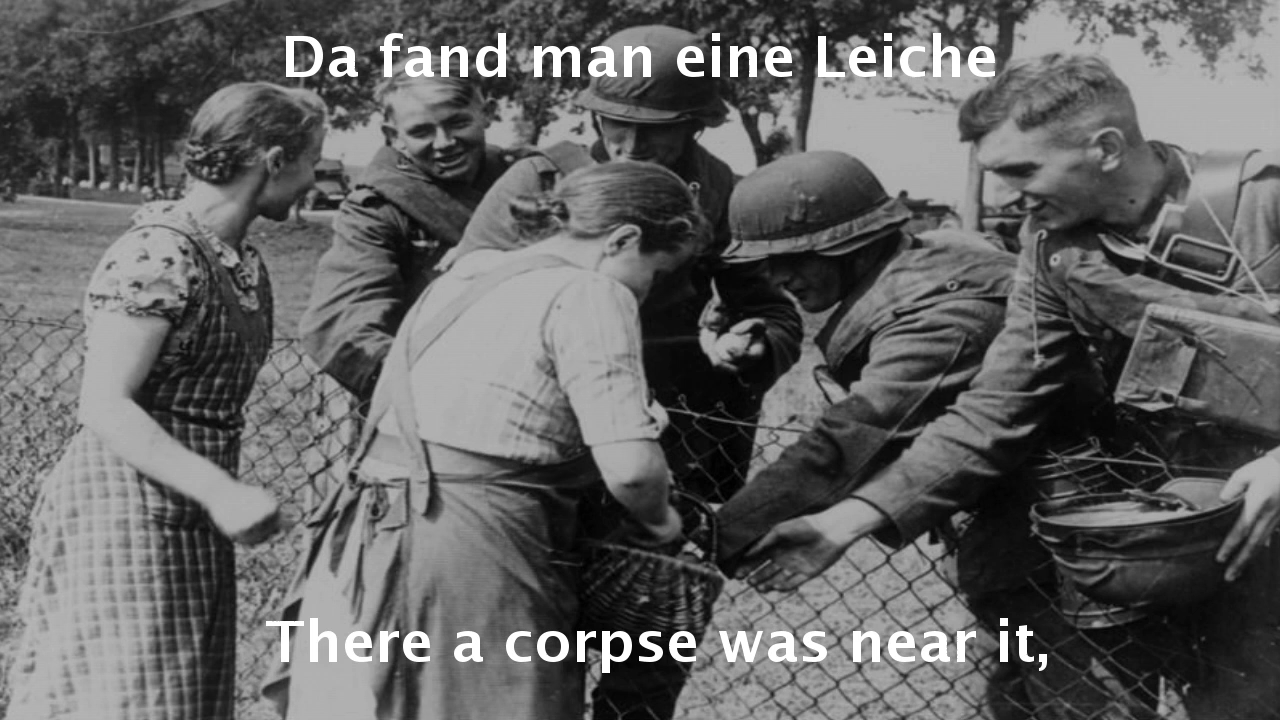 Da fand man eine Leiche
There a corpse was near it,